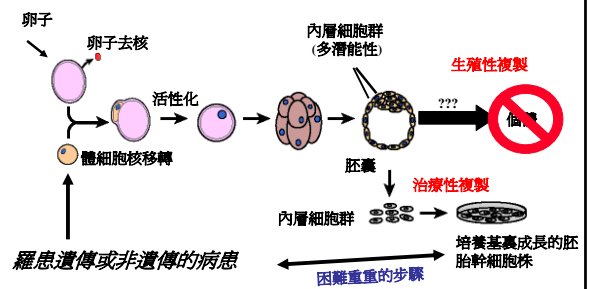 卵子
卵子去核
內層細胞群
(多潛能性)
生殖性複製
活性化
???
個體
體細胞核移轉
胚囊
治療性複製
內層細胞群
培養基裏成長的胚
胎幹細胞株
羅患遺傳或非遺傳的病患
困難重重的步驟